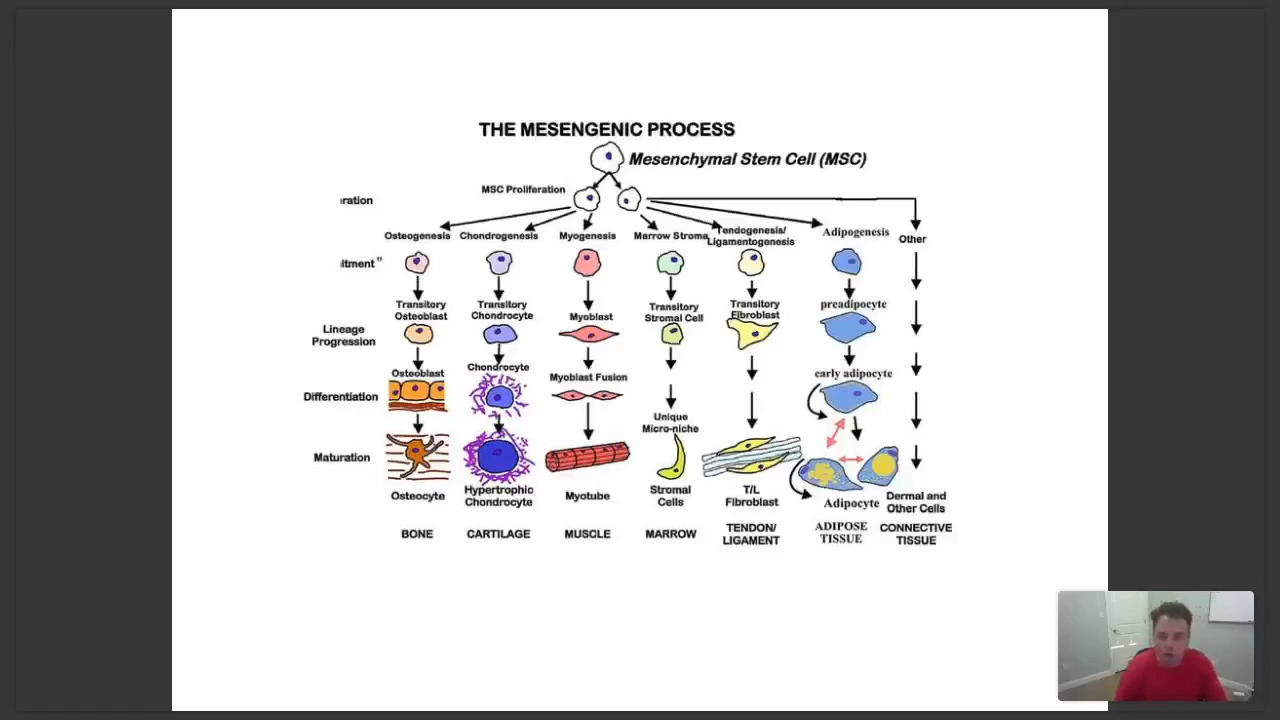 THE MESENGENIC PROCESS
Mesenchymal Stem Cell (MSC)
MSC Proliferation
ration
Osteogenesis
Chondrogenesis
Myogenesis
Marrow Stroma
Tendogenesis/
Ligamentogenesis
Adipogenesis
Other
itment"
Transitory
Osteoblast
Transitory
Chondrocyte
Myoblast
Transitory
Stromal Cell
Transitory
Fibroblast
preadipocyte
Lineage
Progression
Osteoblast
Chondrocyte
Myoblast Fusion
early adipocyte
Differentiation
Unique
Micro-niche
Maturation
Osteocyte
Hypertrophic
Chondrocyte
Myotube
Stromal
Cells
T/L
Fibroblast
Adipocyte
Dermal and
Other Cells
BONE
CARTILAGE
MUSCLE
MARROW
TENDON/
LIGAMENT
ADIPOSE
TISSUE
CONNECTIVE
TISSUE